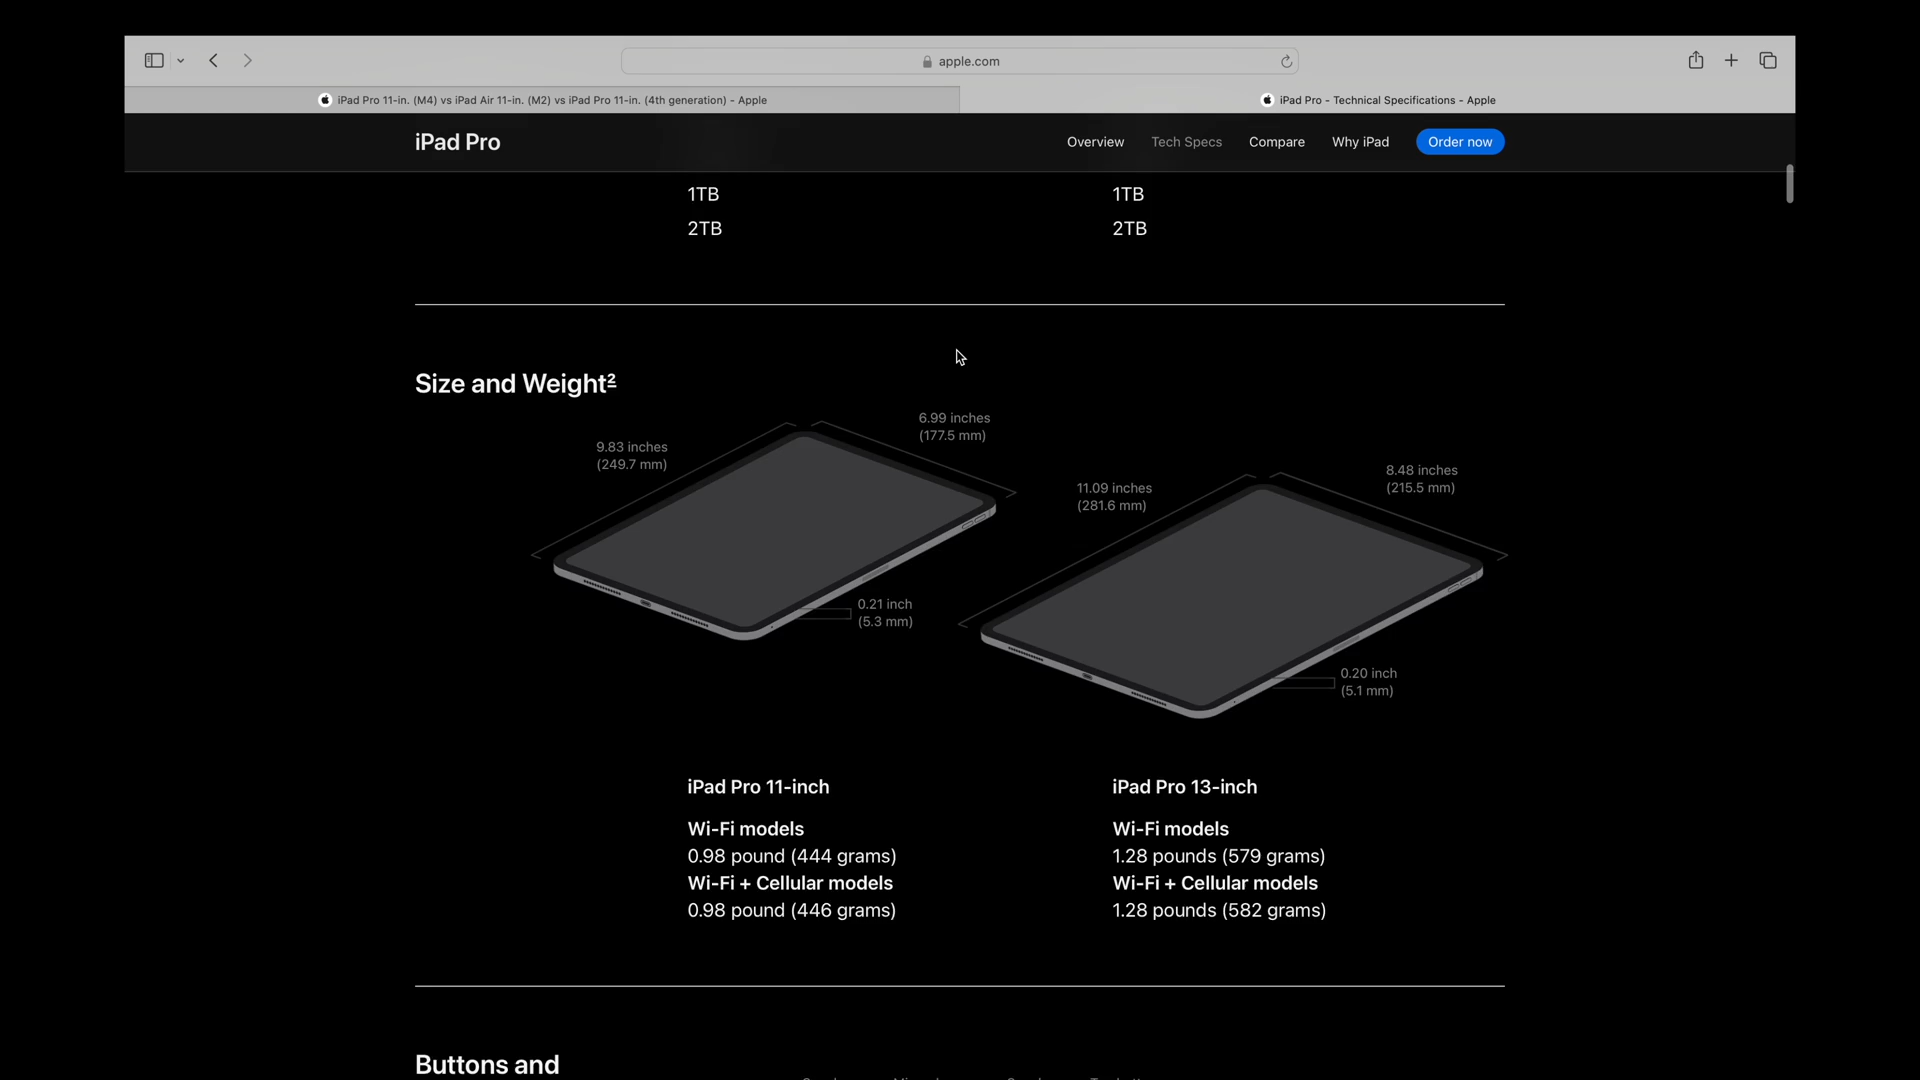 apple.com
iPad Pro 11-in. (M4) vs iPad Air 11-in. (M2) vs iPad Pro 11-in. (4th generation) - Apple
iPad Pro - Technical Specifications - Apple
iPad Pro
Overview
Tech Specs
Compare
Why iPad
Order now
1TB
1TB
2TB
2TB
Size and Weight²
9.83 inches
(249.7 mm)
6.99 inches
(177.5 mm)
0.21 inch
(5.3 mm)
11.09 inches
(281.6 mm)
8.48 inches
(215.5 mm)
0.20 inch
(5.1 mm)
iPad Pro 11-inch
Wi-Fi models
0.98 pound (444 grams)
Wi-Fi + Cellular models
0.98 pound (446 grams)
iPad Pro 13-inch
Wi-Fi models
1.28 pounds (579 grams)
Wi-Fi + Cellular models
1.28 pounds (582 grams)
Buttons and